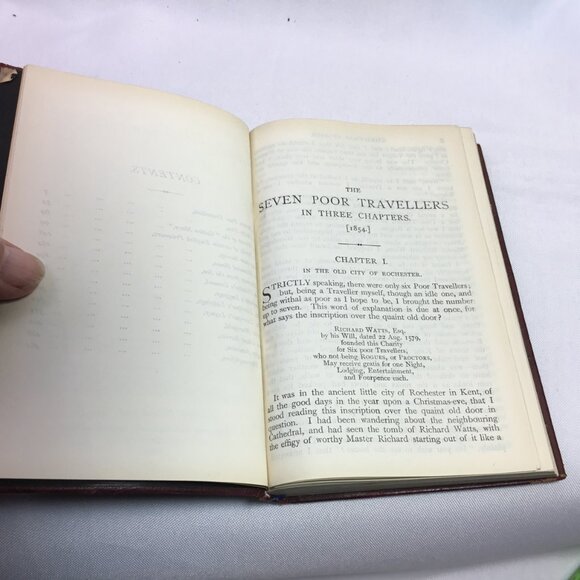 CONTENTS.
THE
SEVEN POOR TRAVELLERS
IN THREE CHAPTERS.
[1854.]
CHAPTER I.
IN THE OLD CITY OF ROCHESTER.
STRICTLY speaking, there were only six Poor Travellers;
but, being a Traveller myself, though an idle one, and
being withal as poor as I hope to be, I brought the number
up to seven. This word of explanation is due at once, for
what says the inscription over the quaint old door?
RICHARD WATTS, Esq.
by his Will, dated 22 Aug. 1579,
founded this Charity
for Six poor Travellers,
who not being ROGUES, or PROCTORS,
May receive gratis for one Night,
Lodging, Entertainment,
and Fourpence each.
It was in the ancient little city of Rochester in Kent, of
all the good days in the year upon a Christmas-eve, that I
stood reading this inscription over the quaint old door in
question. I had been wandering about the neighbouring
Cathedral, and had seen the tomb of Richard Watts, with
the effigy of worthy Master Richard starting out of it like a